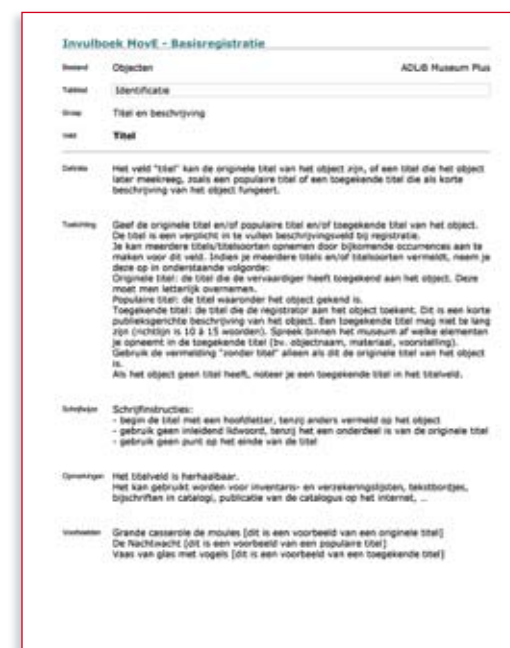 Invulboek MovE - Basisregistratie
Bestand Objecten ADLIB Museum Plus
Tabblad Identificatie
Groep Titel en beschrijving
Veld Titel
Definitie Het veld "titel" kan de originele titel van het object zijn, of een titel die het object
later meekreeg, zoals een populaire titel of een toegekende titel die als korte
beschrijving van het object fungeert.
Toelichting Geef de originele titel en/of populaire titel en/of toegekende titel van het object.
De titel is een verplicht in te vullen beschrijvingsveld bij registratie.
Je kan meerdere titels/titelsoorten opnemen door bijkomende occurrences aan te
maken voor dit veld. Indien je meerdere titels en/of titelsoorten vermeldt, neem je
deze op in onderstaande volgorde:
Originele titel: de titel die de vervaardiger heeft toegekend aan het object. Deze
moet men letterlijk overnemen.
Populaire titel: de titel waaronder het object gekend is.
Toegekende titel: de titel die de registrator aan het object toekent. Dit is een korte
publieksgerichte beschrijving van het object. Een toegekende titel mag niet te lang
zijn (richtlijn is 10 à 15 woorden). Spreek binnen het museum af welke elementen
je opneemt in de toegekende titel (bv. objectnaam, materiaal, voorstelling).
Gebruik de vermelding "zonder titel" alleen als dit de originele titel van het object
is.
Als het object geen titel heeft, noteer je een toegekende titel in het titelveld.
Schrijfwijze Schrijfinstructies:
- begin de titel met een hoofdletter, tenzij anders vermeld op het object
- gebruik geen inleidend lidwoord, tenzij het een onderdeel is van de originele titel
- gebruik geen punt op het einde van de titel
Opmerkingen Het titelveld is herhaalbaar.
Het kan gebruikt worden voor inventaris- en verzekeringslijsten, tekstbordjes,
bijschriften in catalogi, publicatie van de catalogus op het internet, ...
Voorbeelden Grande casserole de moules [dit is een voorbeeld van een originele titel]
De Nachtwacht [dit is een voorbeeld van een populaire titel]
Vaas van glas met vogels [dit is een voorbeeld van een toegekende titel]